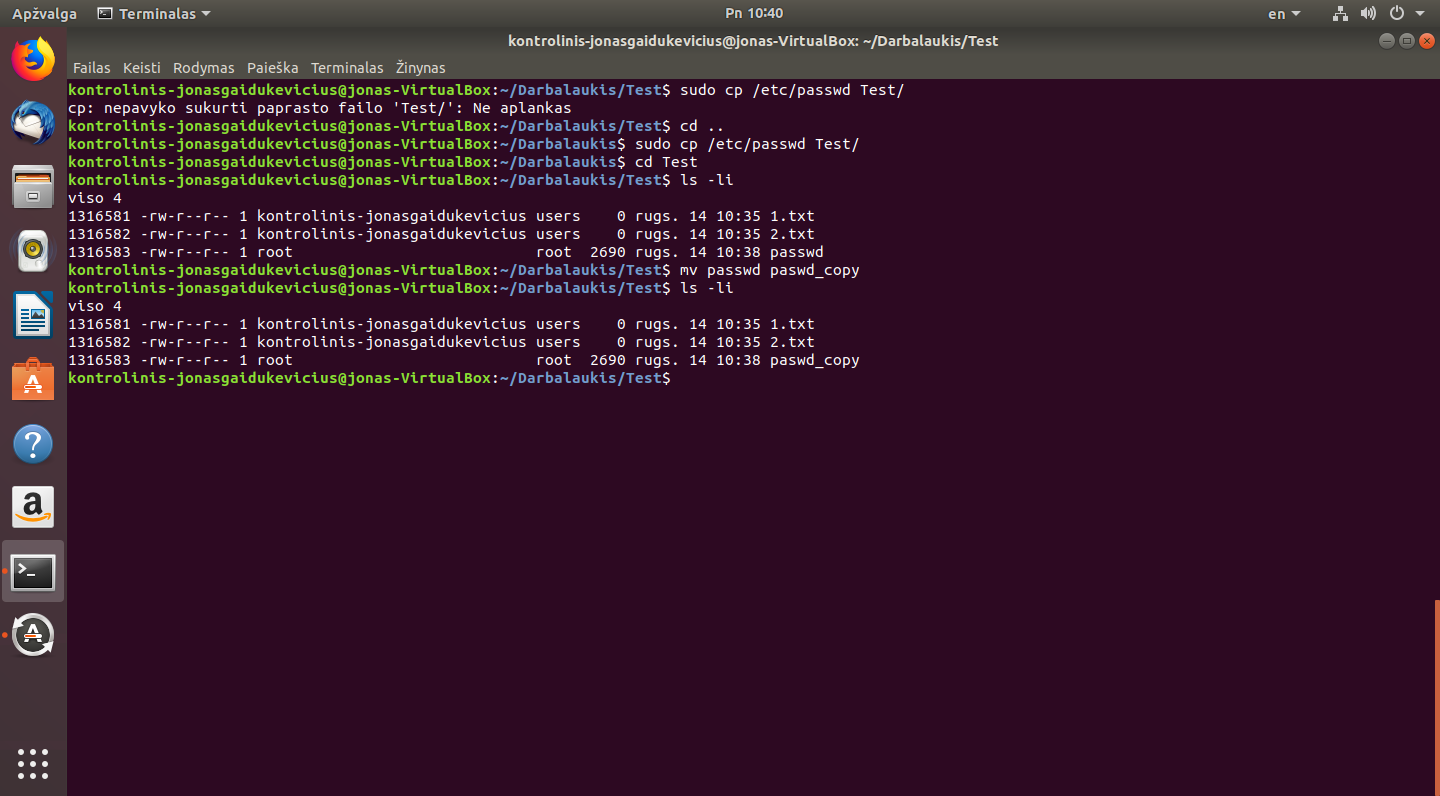 Apžvalga Terminalas Pn 10:40 en
kontrolinis-jonasgaidukevicius@jonas-VirtualBox: ~/Darbalaukis/Test
Failas Keisti Rodymas Paieška Terminalas Žinynas
kontrolinis-jonasgaidukevicius@jonas-VirtualBox:~/Darbalaukis/Test$ sudo cp /etc/passwd Test/
cp: nepavyko sukurti paprasto failo 'Test/': Ne aplankas
kontrolinis-jonasgaidukevicius@jonas-VirtualBox:~/Darbalaukis/Test$ cd ..
kontrolinis-jonasgaidukevicius@jonas-VirtualBox:~/Darbalaukis$ sudo cp /etc/passwd Test/
kontrolinis-jonasgaidukevicius@jonas-VirtualBox:~/Darbalaukis$ cd Test
kontrolinis-jonasgaidukevicius@jonas-VirtualBox:~/Darbalaukis/Test$ ls -li
viso 4
1316581 -rw-r--r-- 1 kontrolinis-jonasgaidukevicius users    0 rugs. 14 10:35 1.txt
1316582 -rw-r--r-- 1 kontrolinis-jonasgaidukevicius users    0 rugs. 14 10:35 2.txt
1316583 -rw-r--r-- 1 root                           root  2690 rugs. 14 10:38 passwd
kontrolinis-jonasgaidukevicius@jonas-VirtualBox:~/Darbalaukis/Test$ mv passwd paswd_copy
kontrolinis-jonasgaidukevicius@jonas-VirtualBox:~/Darbalaukis/Test$ ls -li
viso 4
1316581 -rw-r--r-- 1 kontrolinis-jonasgaidukevicius users    0 rugs. 14 10:35 1.txt
1316582 -rw-r--r-- 1 kontrolinis-jonasgaidukevicius users    0 rugs. 14 10:35 2.txt
1316583 -rw-r--r-- 1 root                           root  2690 rugs. 14 10:38 paswd_copy
kontrolinis-jonasgaidukevicius@jonas-VirtualBox:~/Darbalaukis/Test$